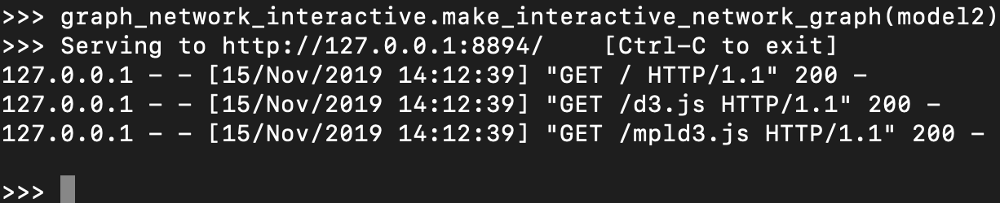 >>> graph_network_interactive.make_interactive_network_graph(model2)
>>> Serving to http://127.0.0.1:8894/    [Ctrl-C to exit]
127.0.0.1 - - [15/Nov/2019 14:12:39] "GET / HTTP/1.1" 200 -
127.0.0.1 - - [15/Nov/2019 14:12:39] "GET /d3.js HTTP/1.1" 200 -
127.0.0.1 - - [15/Nov/2019 14:12:39] "GET /mpld3.js HTTP/1.1" 200 -
>>>